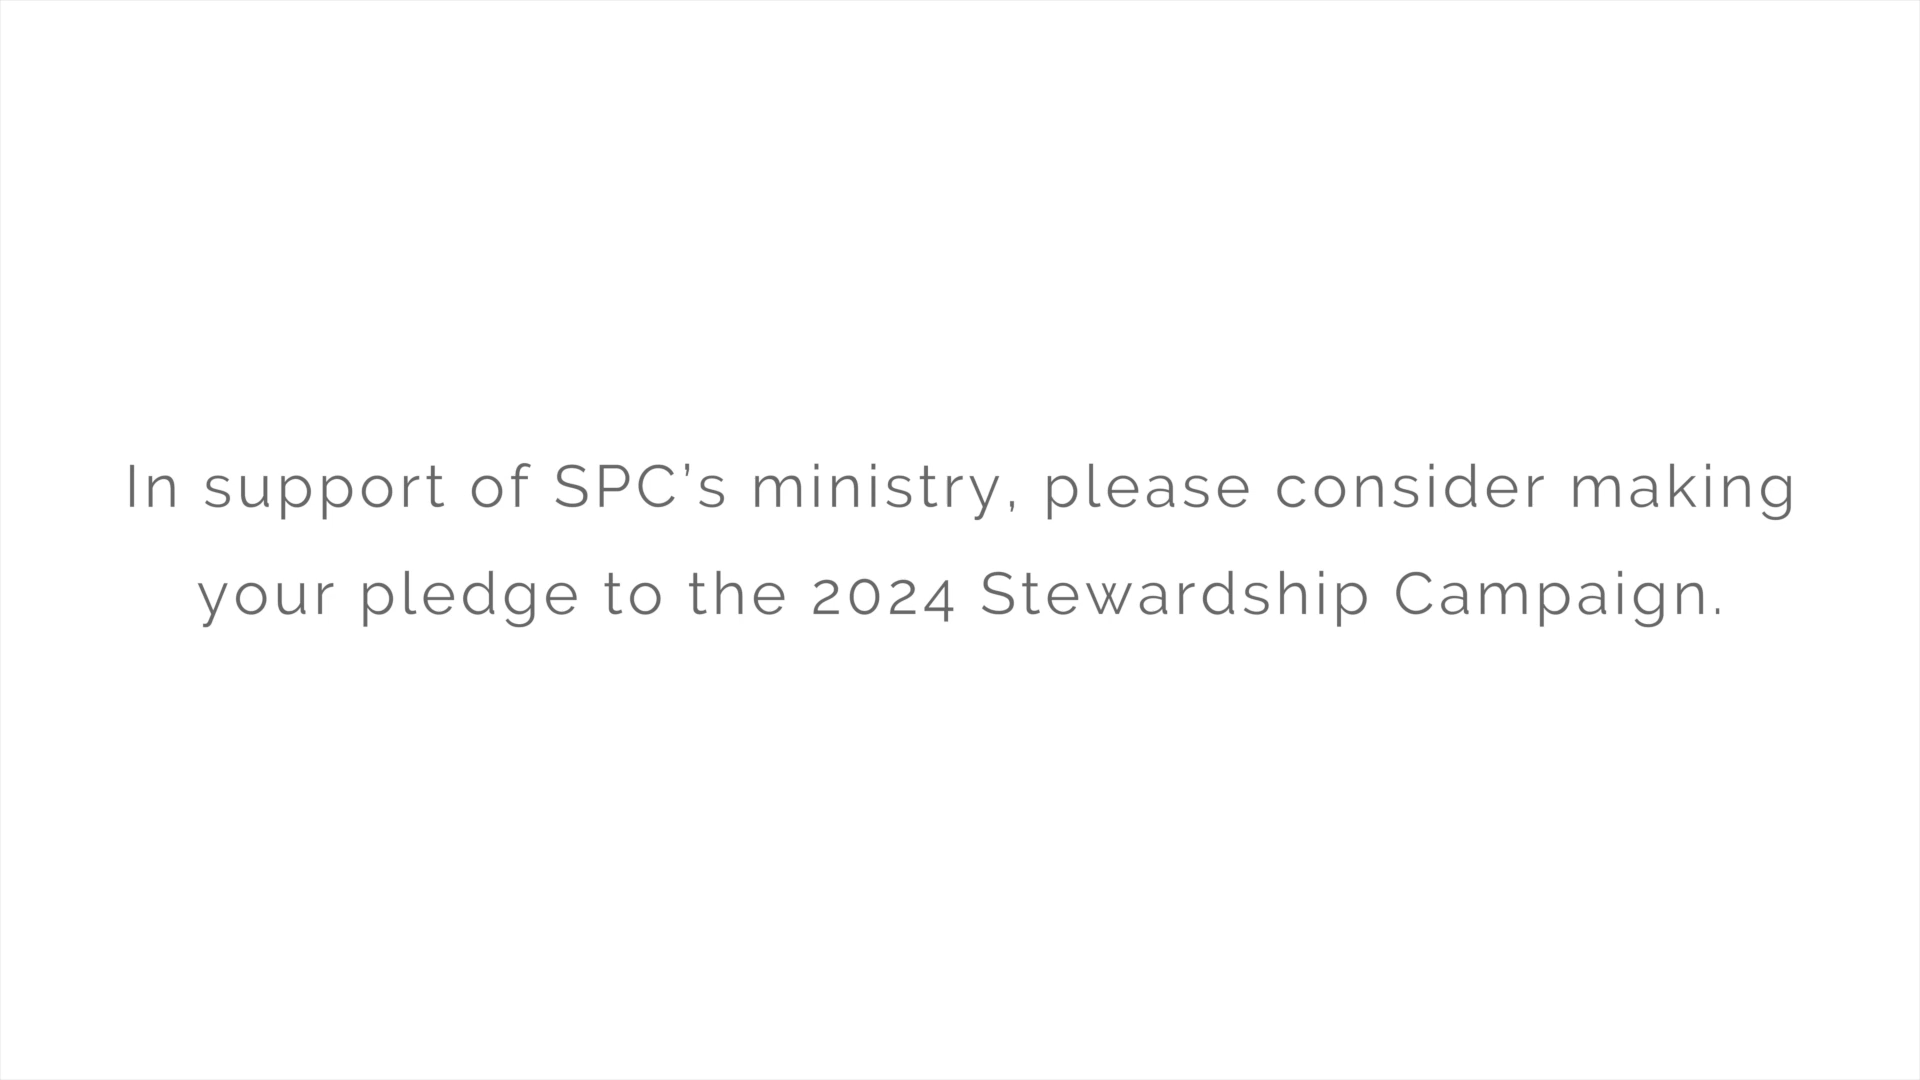 In support of SPC’s ministry, please consider making
your pledge to the 2024 Stewardship Campaign.